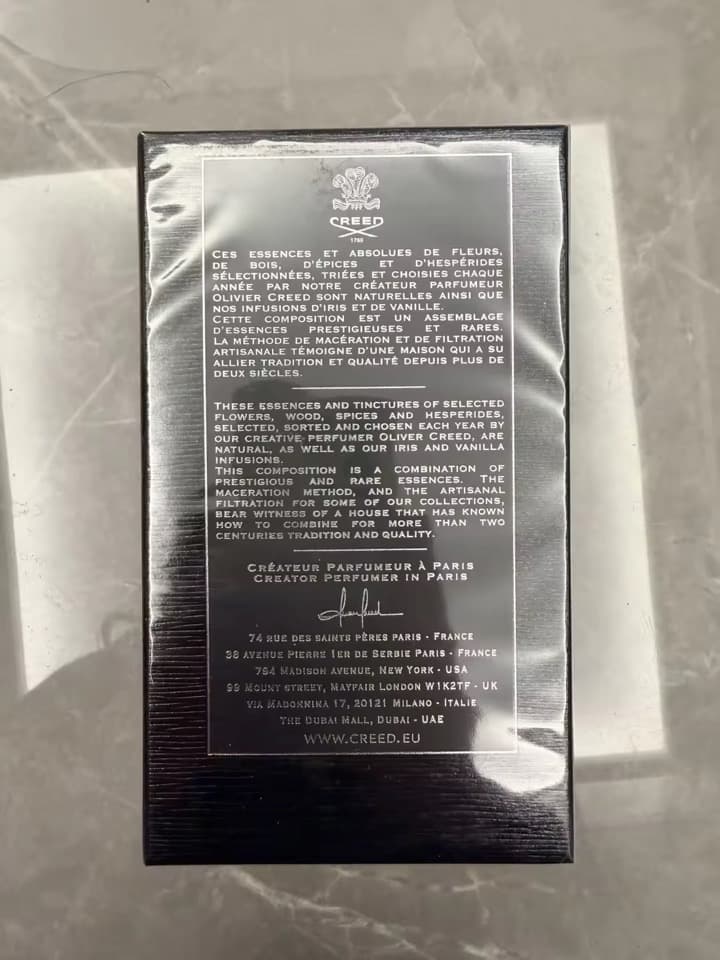 CREED
1760
CES ESSENCES ET ABSOLUES DE FLEURS,
DE BOIS, D'ÉPICES ET D'HESPÉRIDES
SÉLECTIONNÉES, TRIÉES ET CHOISIES CHAQUE
ANNÉE PAR NOTRE CRÉATEUR PARFUMEUR
OLIVIER CREED SONT NATURELLES AINSI QUE
NOS INFUSIONS D'IRIS ET DE VANILLE.
CETTE COMPOSITION EST UN ASSEMBLAGE
D'ESSENCES PRESTIGIEUSES ET RARES.
LA MÉTHODE DE MACÉRATION ET DE FILTRATION
ARTISANALE TÉMOIGNE D'UNE MAISON QUI A SU
ALLIER TRADITION ET QUALITÉ DEPUIS PLUS DE
DEUX SIÈCLES.
THESE ESSENCES AND TINCTURES OF SELECTED
FLOWERS, WOOD, SPICES AND HESPERIDES,
SELECTED, SORTED AND CHOSEN EACH YEAR BY
OUR CREATIVE PERFUMER OLIVER CREED, ARE
NATURAL, AS WELL AS OUR IRIS AND VANILLA
INFUSIONS.
THIS COMPOSITION IS A COMBINATION OF
PRESTIGIOUS AND RARE ESSENCES. THE
MACERATION METHOD, AND THE ARTISANAL
FILTRATION FOR SOME OF OUR COLLECTIONS,
BEAR WITNESS OF A HOUSE THAT HAS KNOWN
HOW TO COMBINE FOR MORE THAN TWO
CENTURIES TRADITION AND QUALITY.
CRÉATEUR PARFUMEUR À PARIS
CREATOR PERFUMER IN PARIS
74 RUE DES SAINTS PÈRES PARIS - FRANCE
38 AVENUE PIERRE 1ER DE SERBIE PARIS - FRANCE
794 MADISON AVENUE, NEW YORK - USA
99 MOUNT STREET, MAYFAIR LONDON W1K2TF - UK
VIA MADONNINA 17, 20121 MILANO - ITALIE
THE DUBAI MALL, DUBAI - UAE
WWW.CREED.EU